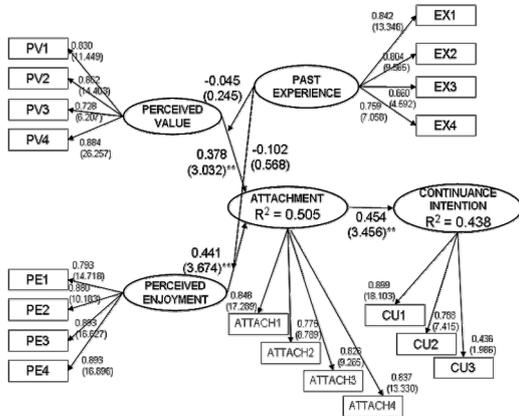 PV1
PV2
PV3
PV4
0.830
(11.449)
0.862
(14.403)
0.728
(6.207)
0.884
(26.257)
PERCEIVED
VALUE
-0.045
(0.245)
PAST
EXPERIENCE
0.842
(13.346)
0.804
0.660
(4.592)
0.759
(7.058)
EX1
EX2
EX3
EX4
0.378
(3.032)**
-0.102
(0.568)
ATTACHMENT
R² = 0.505
0.454
(3.456)**
CONTINUANCE
INTENTION
R² = 0.438
0.441
(3.674)***
PE1
PE2
PE3
PE4
0.793
(14.718)
0.880
(10.183)
0.893
(16.627)
0.893
(16.896)
PERCEIVED
ENJOYMENT
0.848
(17.289)
0.775
(8.789)
0.828
(9.265)
0.837
(13.330)
ATTACH1
ATTACH2
ATTACH3
ATTACH4
0.899
(18.103)
0.768
(7.415)
0.436
(1.986)
CU1
CU2
CU3